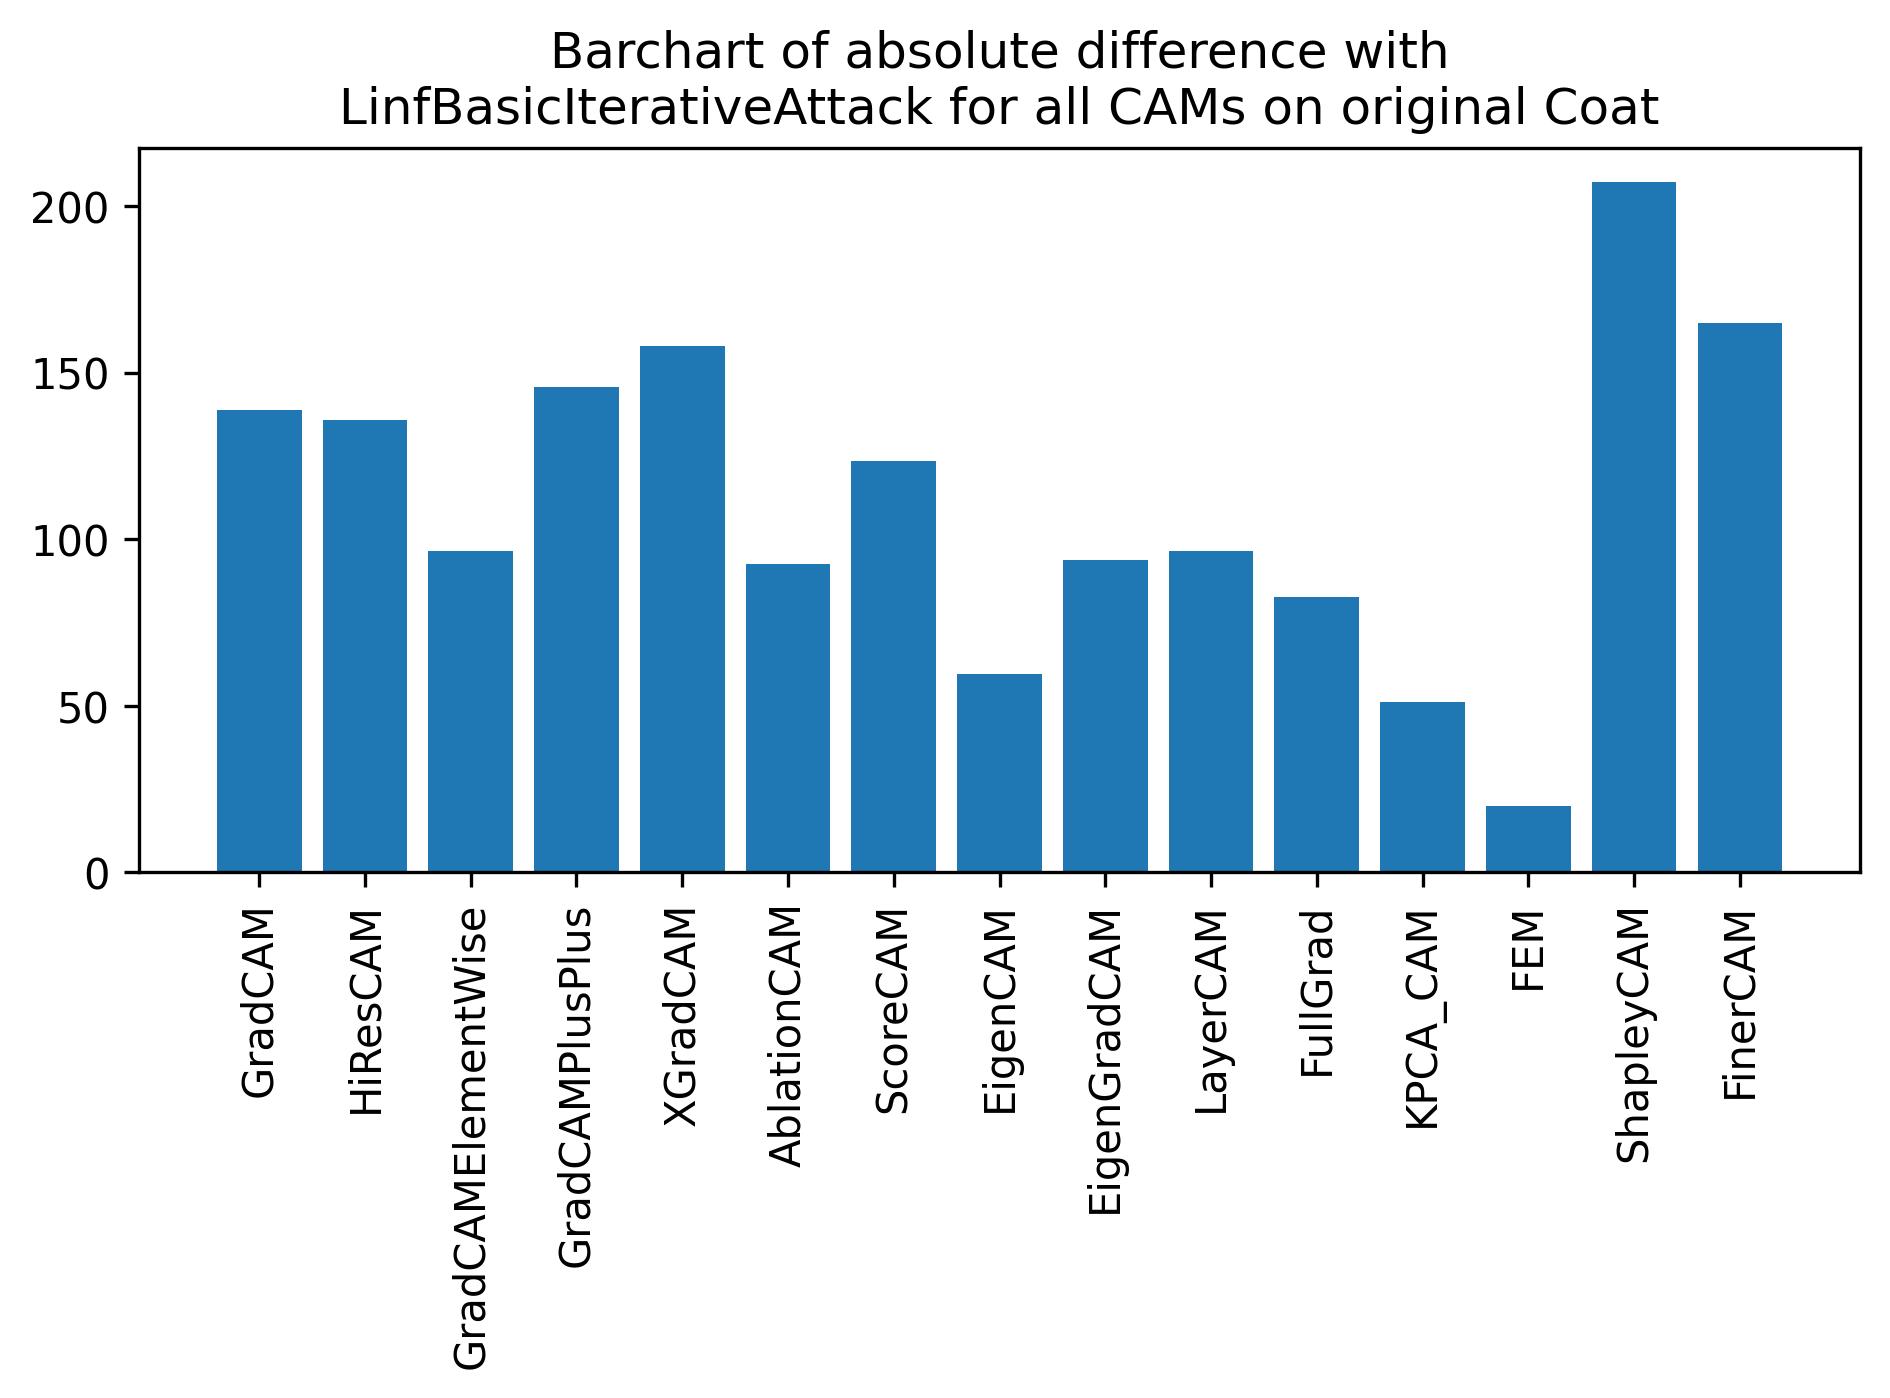 Barchart of absolute difference with
LinfBasicIterativeAttack for all CAMs on original Coat
200
150
100
50
0
GradCAM
HiResCAM
GradCAMElementWise
GradCAMPlusPlus
XGradCAM
AblationCAM
ScoreCAM
EigenCAM
EigenGradCAM
LayerCAM
FullGrad
KPCA_CAM
FEM
ShapleyCAM
FinerCAM